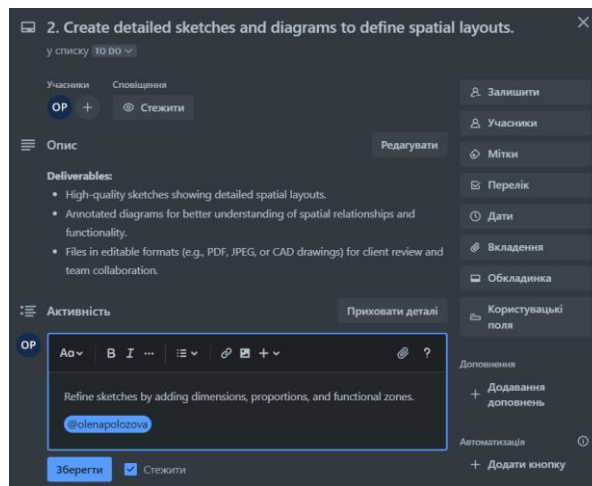 2. Create detailed sketches and diagrams to define spatial layouts.
у списку TO DO
Учасники
Сповіщення
OP
Стежити
Опис
Редагувати
Deliverables:
High-quality sketches showing detailed spatial layouts.
Annotated diagrams for better understanding of spatial relationships and
functionality.
Files in editable formats (e.g., PDF, JPEG, or CAD drawings) for client review and
team collaboration.
Активність
Приховати деталі
OP
Aa B I ... + ?
Refine sketches by adding dimensions, proportions, and functional zones.
@olenapolozova
Зберегти
Стежити
Залишити
Учасники
Мітки
Перелік
Дати
Вкладення
Обкладинка
Користувацькі
поля
Доповнення
+ Додавання
доповнень
Автоматизація
+ Додати кнопку